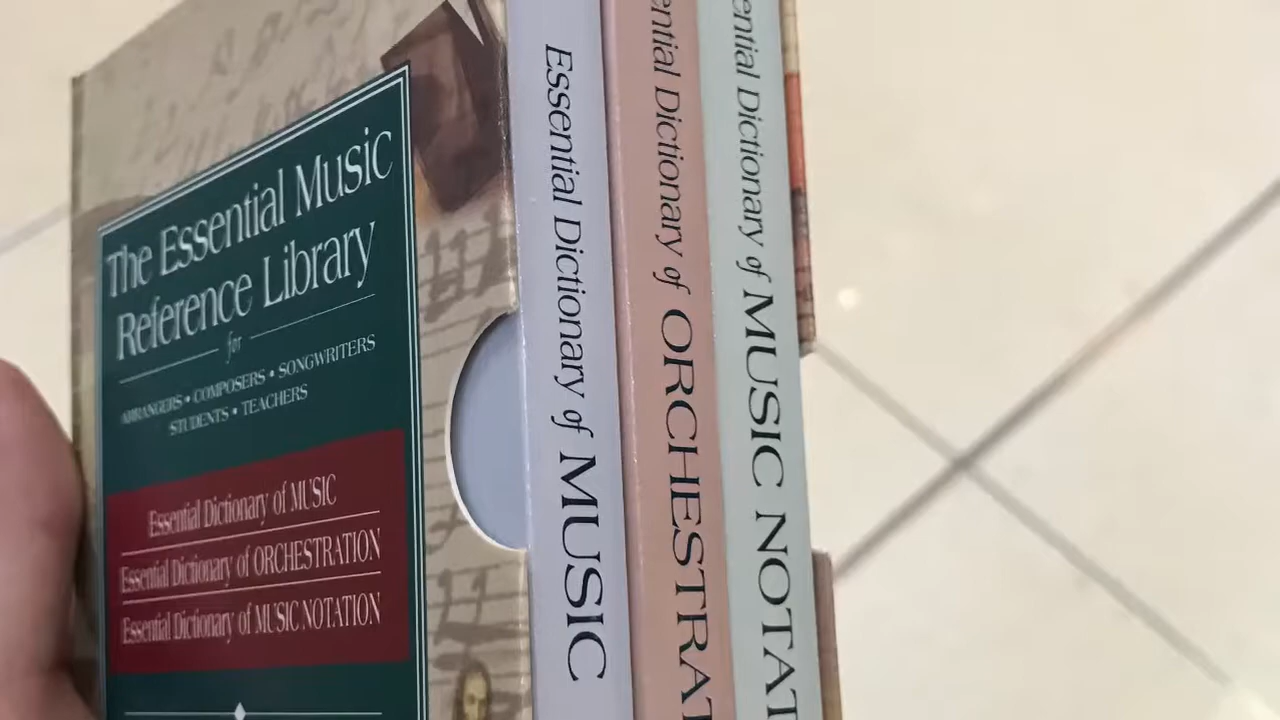 The Essential Music
Reference Library
for
ARRANGERS • COMPOSERS • SONGWRITERS
STUDENTS • TEACHERS
Essential Dictionary of MUSIC
Essential Dictionary of ORCHESTRATION
Essential Dictionary of MUSIC NOTATION
Essential Dictionary of MUSIC
ential Dictionary of ORCHESTRAT
ential Dictionary of MUSIC NOTAT